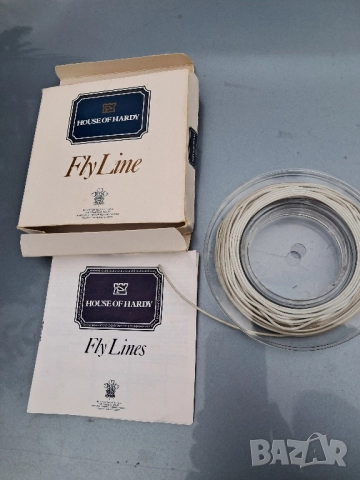 HOUSE OF HARDY
Fly Line
HOUSE OF HARDY
Fly Lines
BAZAR